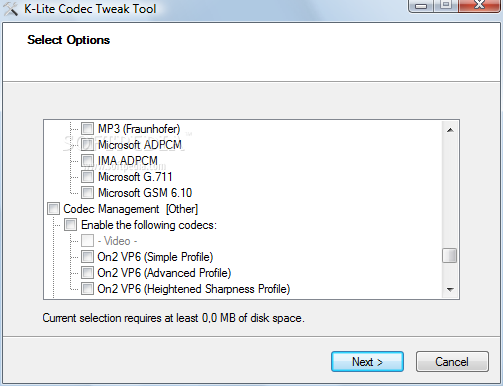 K-Lite Codec Tweak Tool
Select Options
MP3 (Fraunhofer)
Microsoft ADPCM
IMA ADPCM
Microsoft G.711
Microsoft GSM 6.10
Codec Management [Other]
Enable the following codecs:
- Video -
On2 VP6 (Simple Profile)
On2 VP6 (Advanced Profile)
On2 VP6 (Heightened Sharpness Profile)
Current selection requires at least 0,0 MB of disk space.
Next >
Cancel